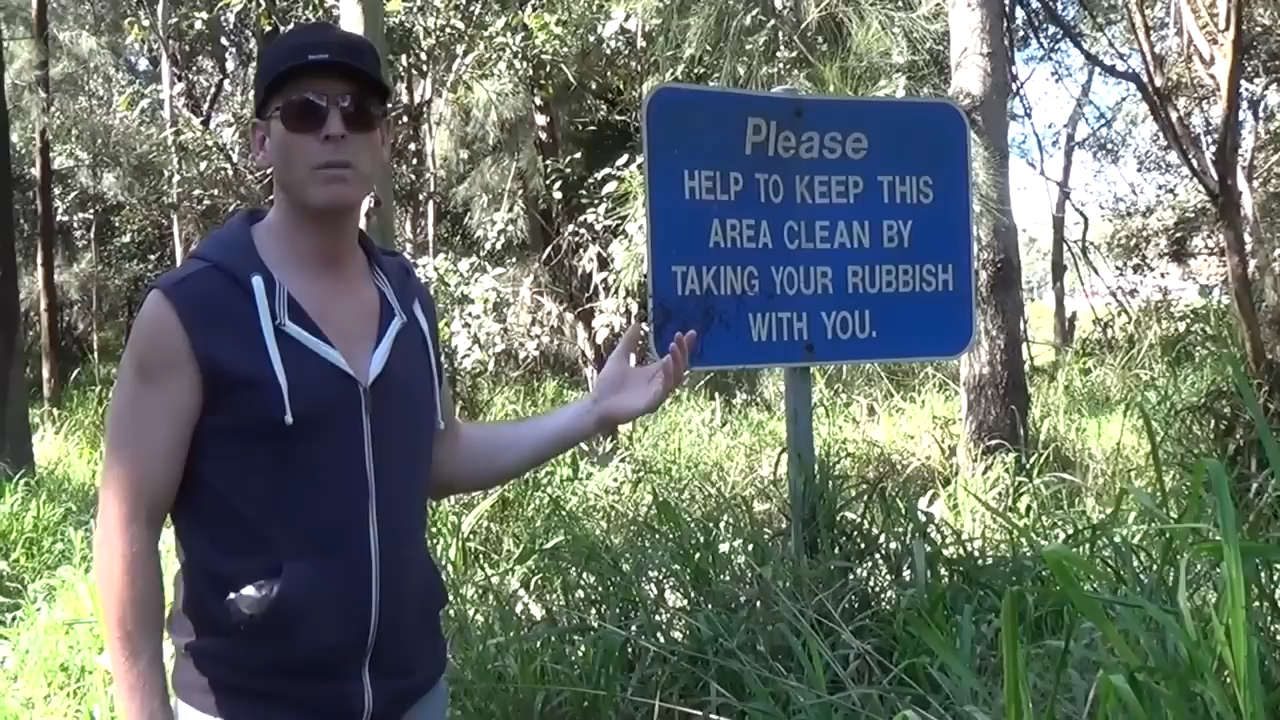 Please
HELP TO KEEP THIS
AREA CLEAN BY
TAKING YOUR RUBBISH
WITH YOU.